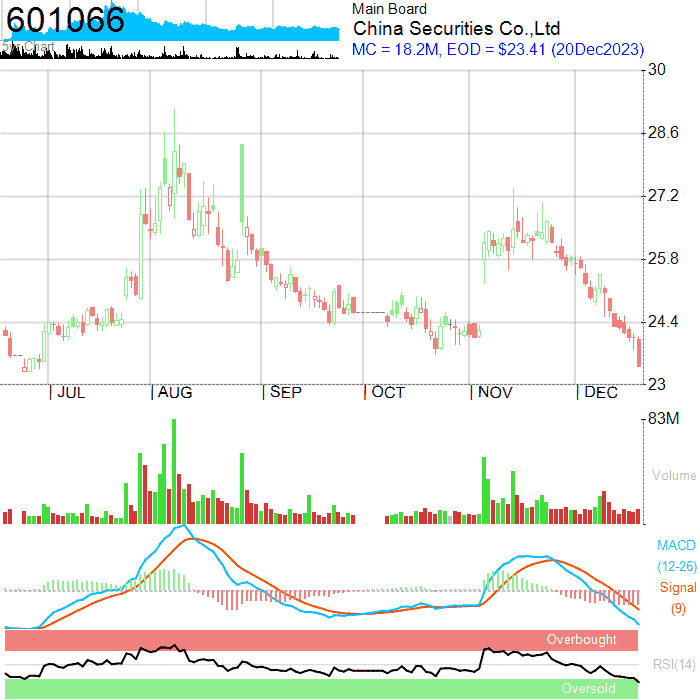 601066
5yr Chart
Main Board
China Securities Co.,Ltd
MC = 18.2M, EOD = $23.41 (20Dec2023)
30
28.6
27.2
25.8
24.4
23
JUL AUG SEP OCT NOV DEC
83M
Volume
MACD
(12-26)
Signal
(9)
Overbought
RSI(14)
Oversold